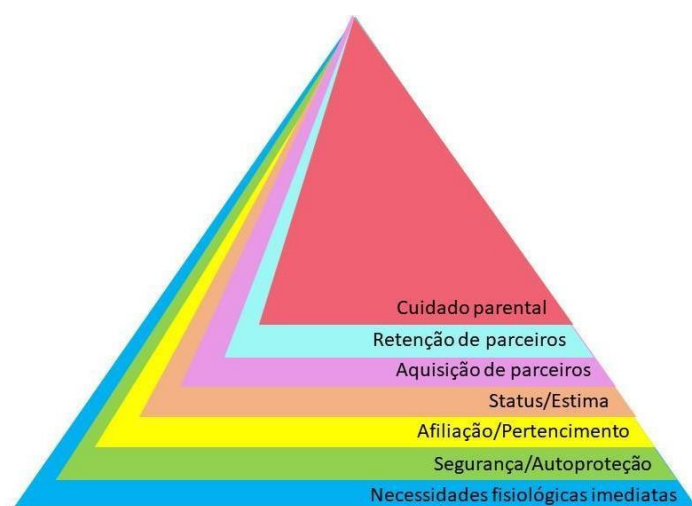 Cuidado parental
Retenção de parceiros
Aquisição de parceiros
Status/Estima
Afiliação/Pertencimento
Segurança/Autoproteção
Necessidades fisiológicas imediatas